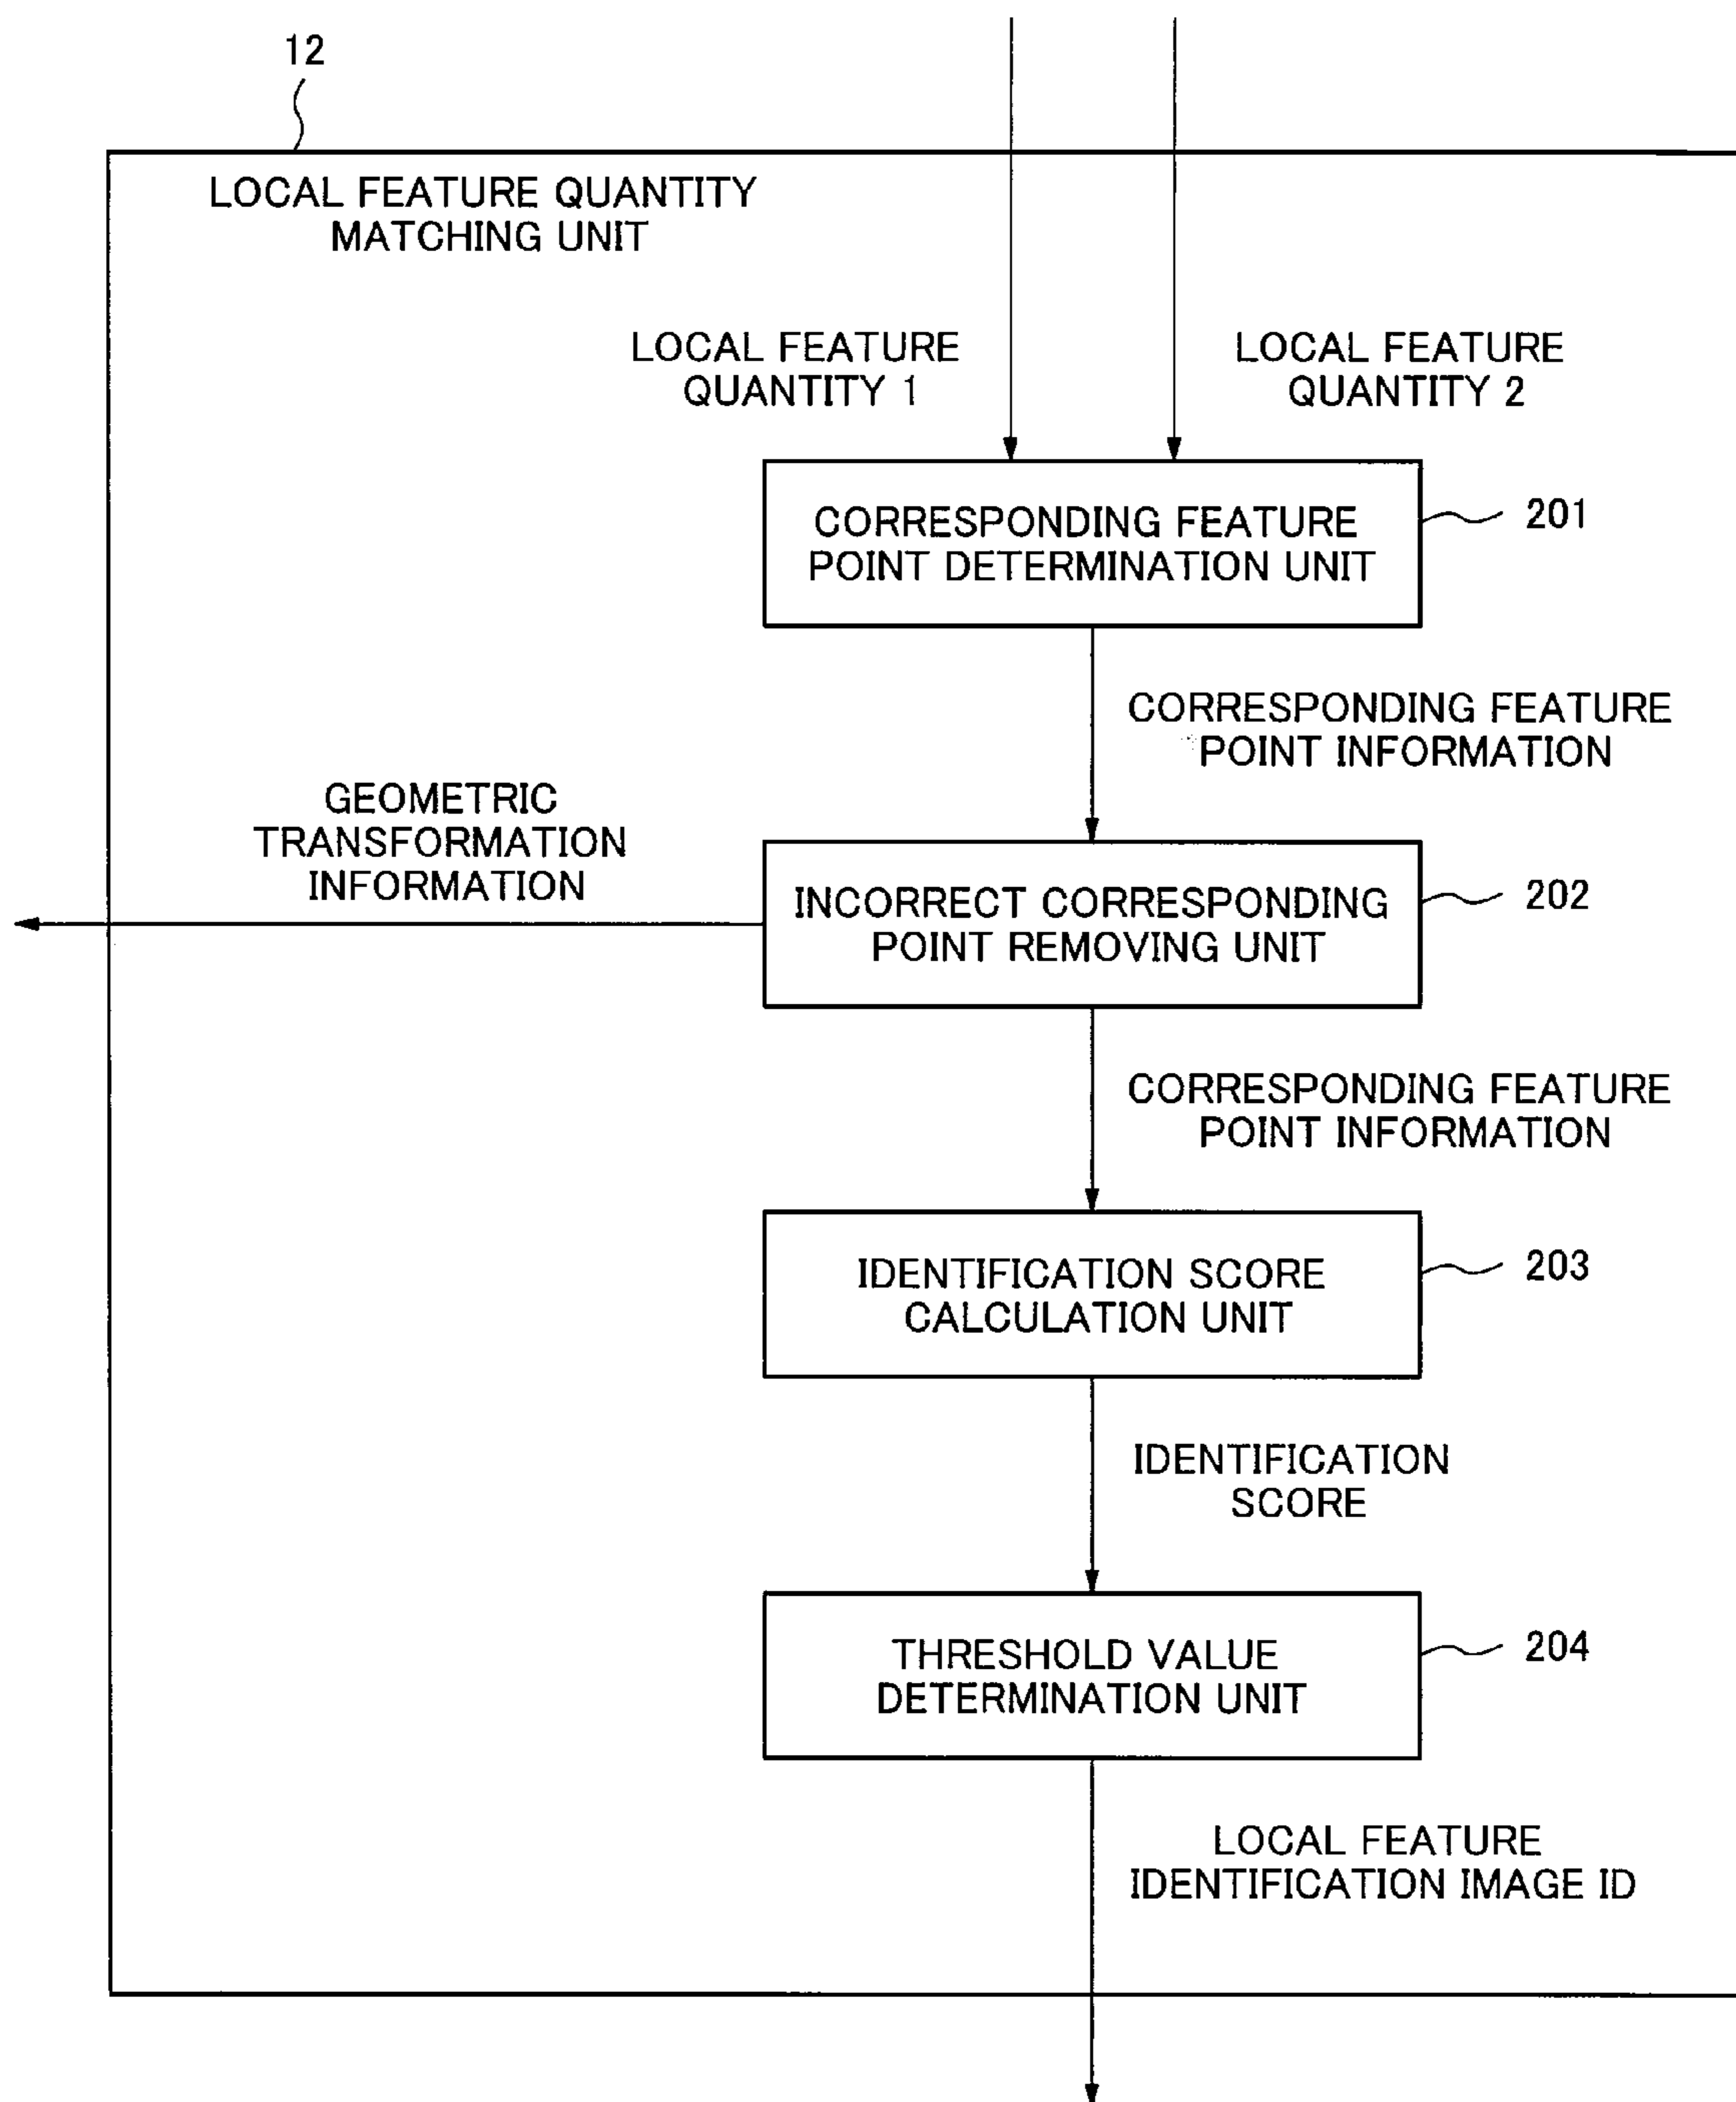 12
LOCAL FEATURE QUANTITY
MATCHING UNIT
LOCAL FEATURE
QUANTITY 1
LOCAL FEATURE
QUANTITY 2
CORRESPONDING FEATURE
POINT DETERMINATION UNIT
201
CORRESPONDING FEATURE
POINT INFORMATION
GEOMETRIC
TRANSFORMATION
INFORMATION
INCORRECT CORRESPONDING
POINT REMOVING UNIT
202
CORRESPONDING FEATURE
POINT INFORMATION
IDENTIFICATION SCORE
CALCULATION UNIT
203
IDENTIFICATION
SCORE
THRESHOLD VALUE
DETERMINATION UNIT
204
LOCAL FEATURE
IDENTIFICATION IMAGE ID